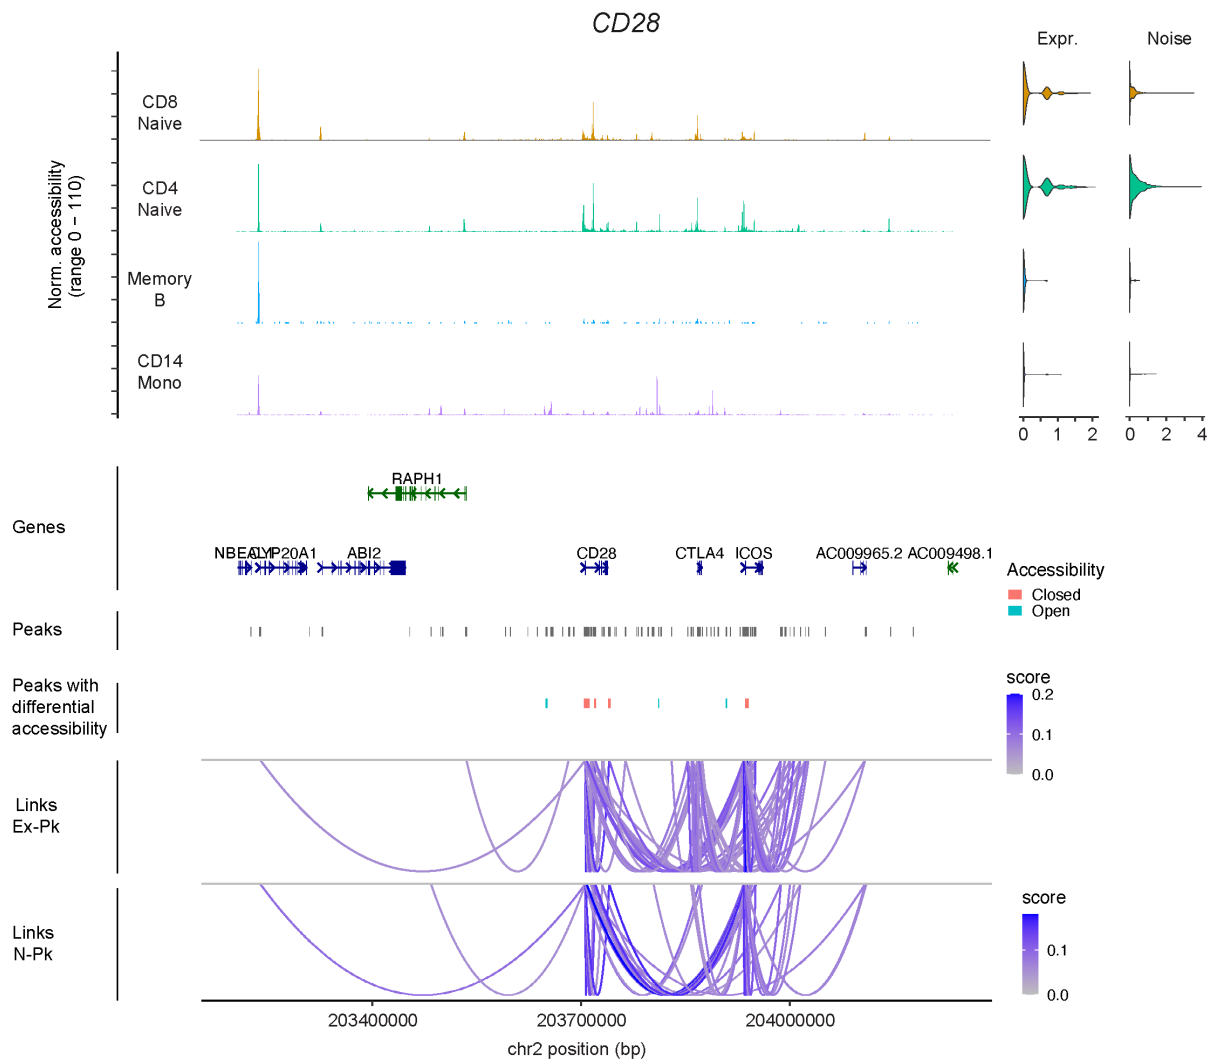 CD28
Expr.
Noise
Norm. accessibility
(range 0 − 110)
CD8
Naive
CD4
Naive
Memory
B
CD14
Mono
0 1 2
0 2 4
Genes
RAPH1
NBEAL1
CYP20A1
ABI2
CD28
CTLA4
ICOS
AC009965.2
AC009498.1
Accessibility
Closed
Open
Peaks
Peaks with
differential
accessibility
score
0.2
0.1
0.0
Links
Ex-Pk
Links
N-Pk
score
0.1
0.0
203400000
203700000
204000000
chr2 position (bp)